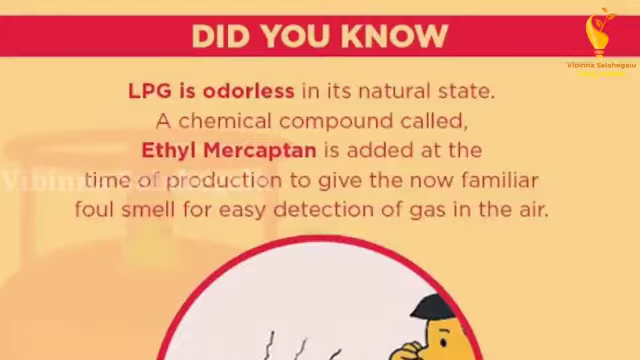 DID YOU KNOW
Vibinna Salahegalu
LPG is odorless in its natural state.
A chemical compound called,
Ethyl Mercaptan is added at the
time of production to give the now familiar
foul smell for easy detection of gas in the air.